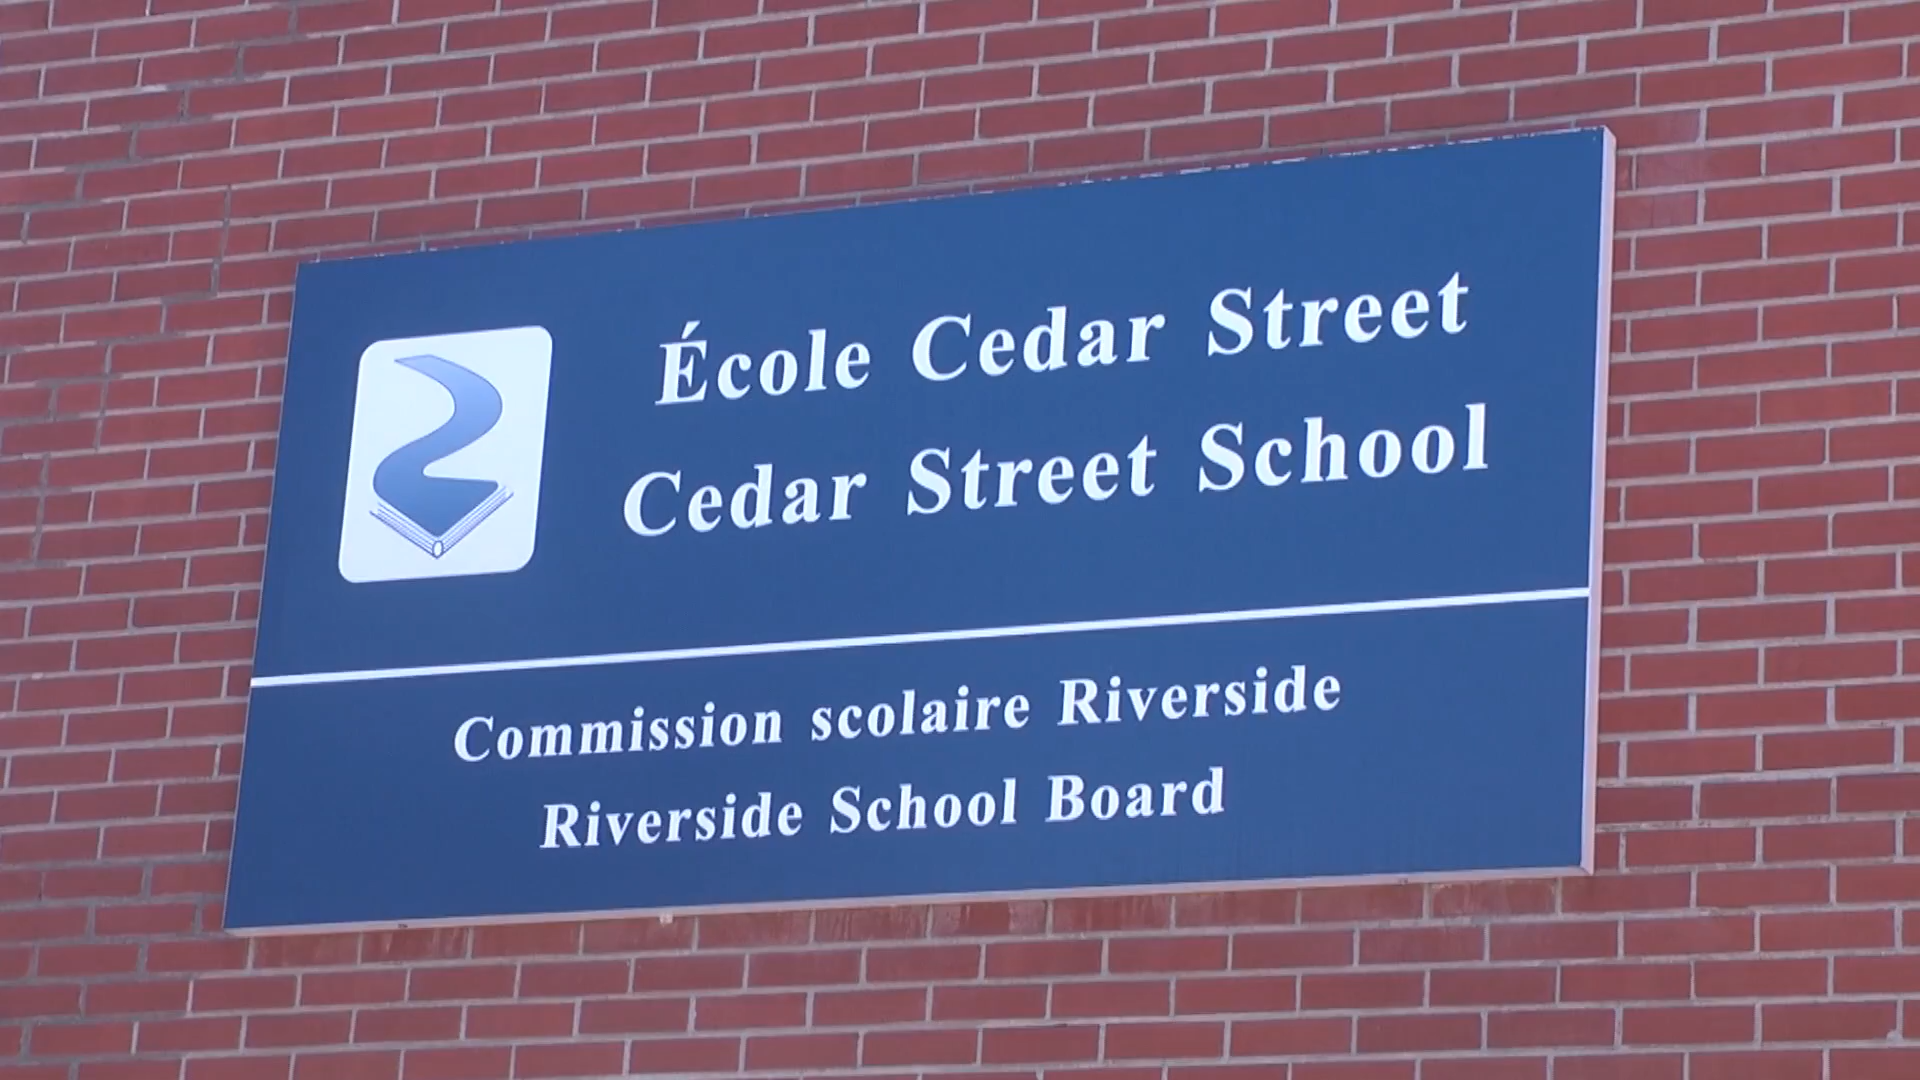 École Cedar Street
Cedar Street School
Commission scolaire Riverside
Riverside School Board